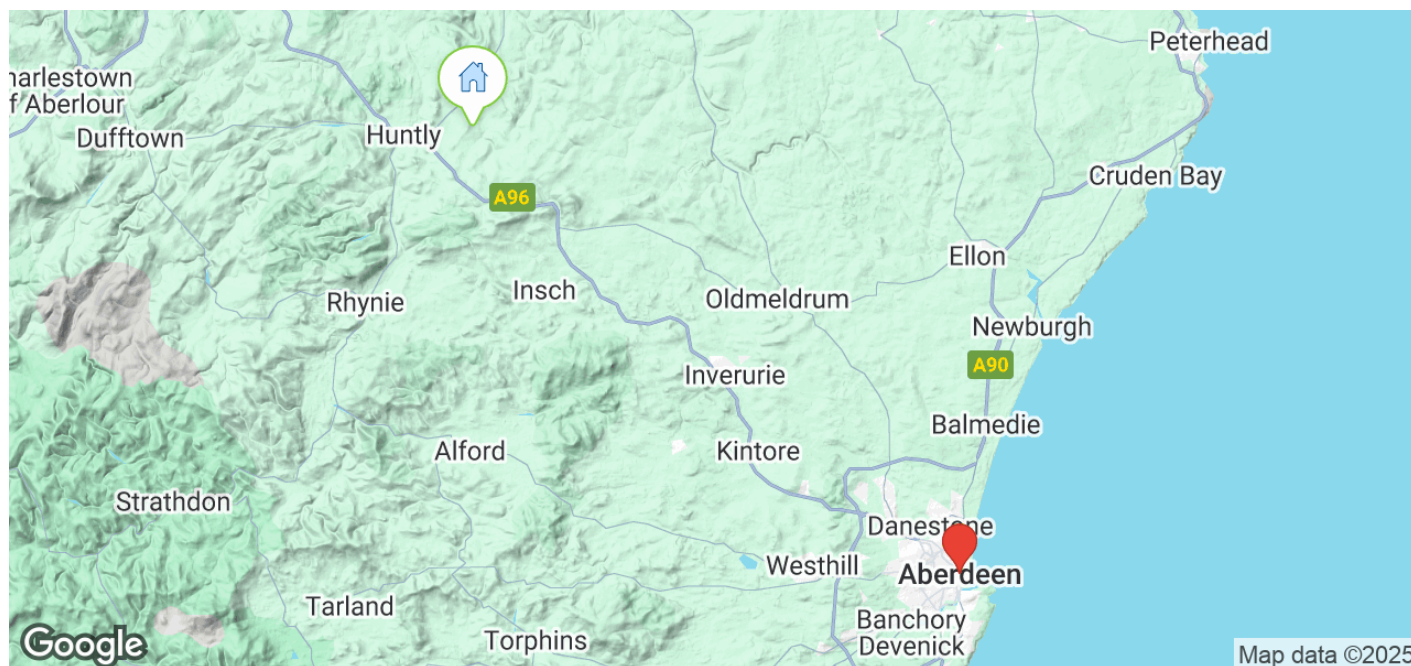 Peterhead
harlestown
f Aberlour
Dufftown
Huntly
Cruden Bay
A96
Ellon
Insch
Rhynie
Oldmeldrum
Newburgh
A90
Inverurie
Balmedie
Alford
Kintore
Strathdon
Danestone
Westhill
Aberdeen
Tarland
Banchory
Devenick
Torphins
Google
Map data ©2025